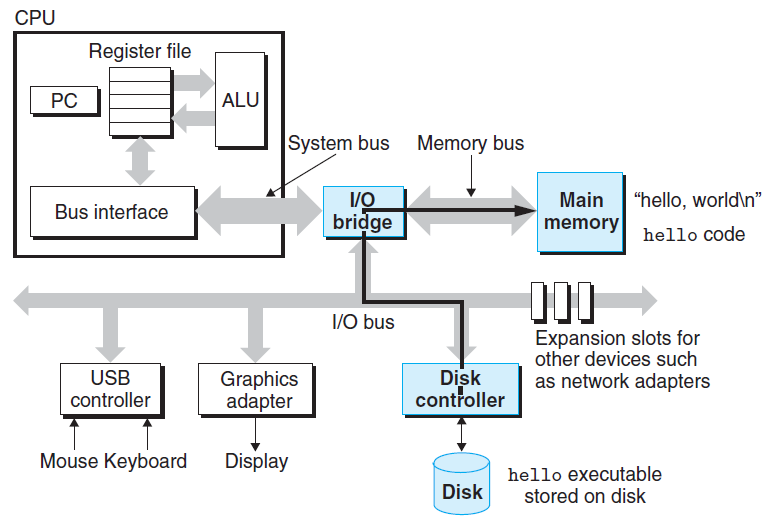 CPU
Register file
PC
ALU
System bus
Memory bus
Bus interface
I/O
bridge
Main
memory
“hello, world\n”
hello code
I/O bus
Expansion slots for
other devices such
as network adapters
USB
controller
Graphics
adapter
Disk
controller
Mouse Keyboard
Display
Disk
hello executable
stored on disk